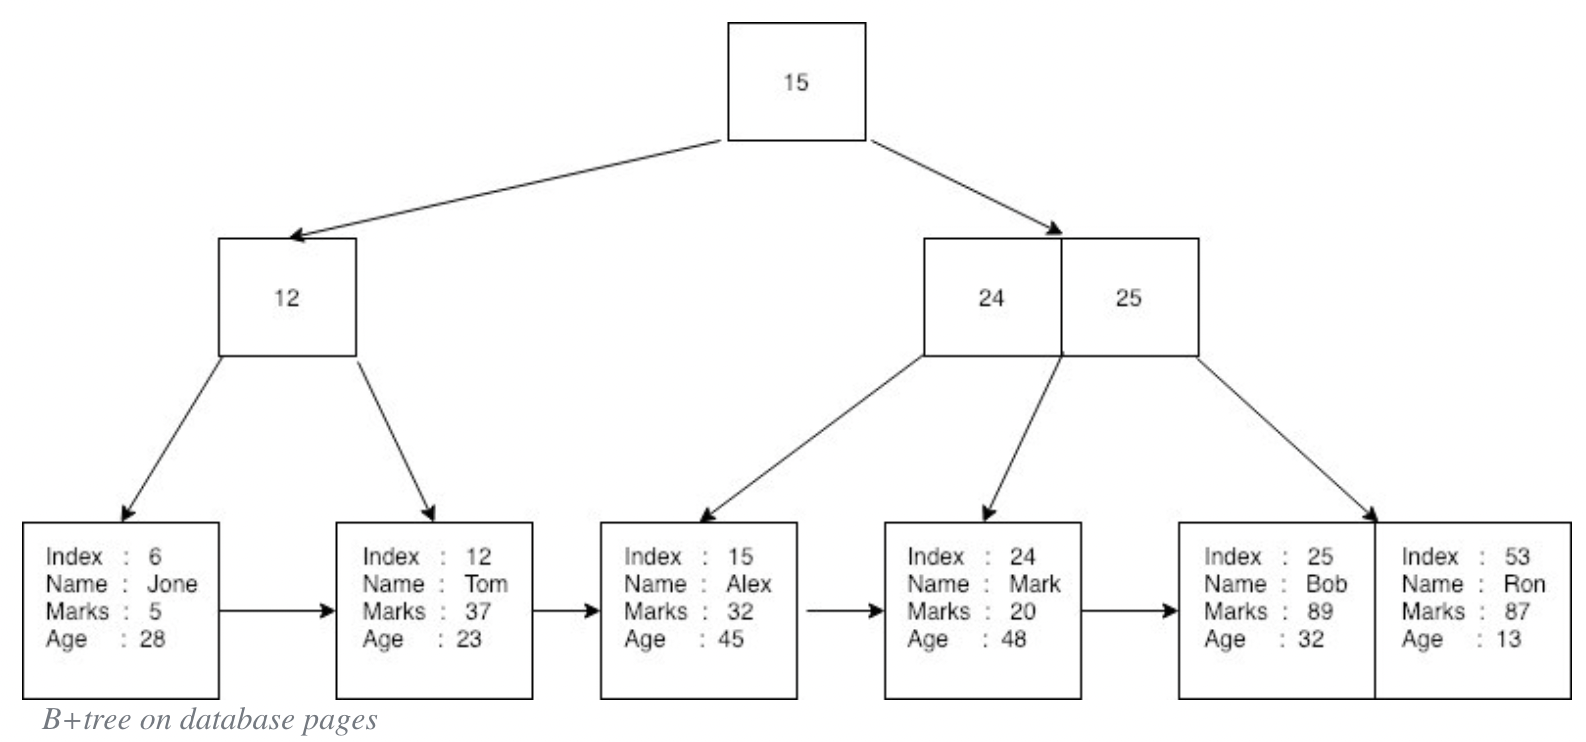 15
12
24
25
Index : 6
Name : Jone
Marks : 5
Age : 28
Index : 12
Name : Tom
Marks : 37
Age : 23
Index : 15
Name : Alex
Marks : 32
Age : 45
Index : 24
Name : Mark
Marks : 20
Age : 48
Index : 25
Name : Bob
Marks : 89
Age : 32
Index : 53
Name : Ron
Marks : 87
Age : 13
B+tree on database pages